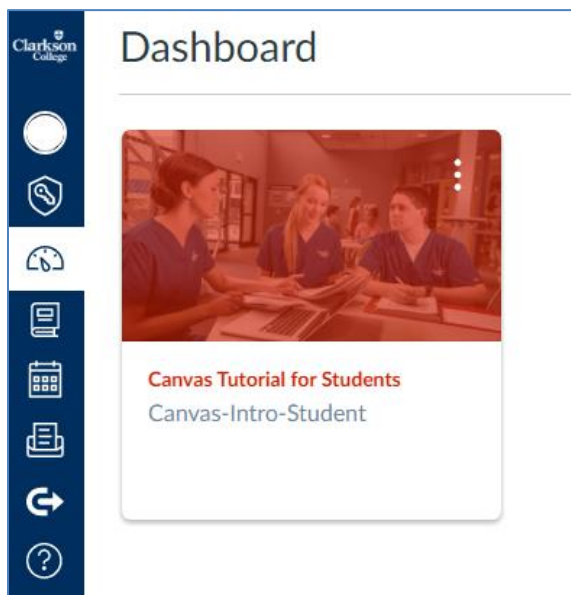 Clarkson
College
Dashboard
Canvas Tutorial for Students
Canvas-Intro-Student